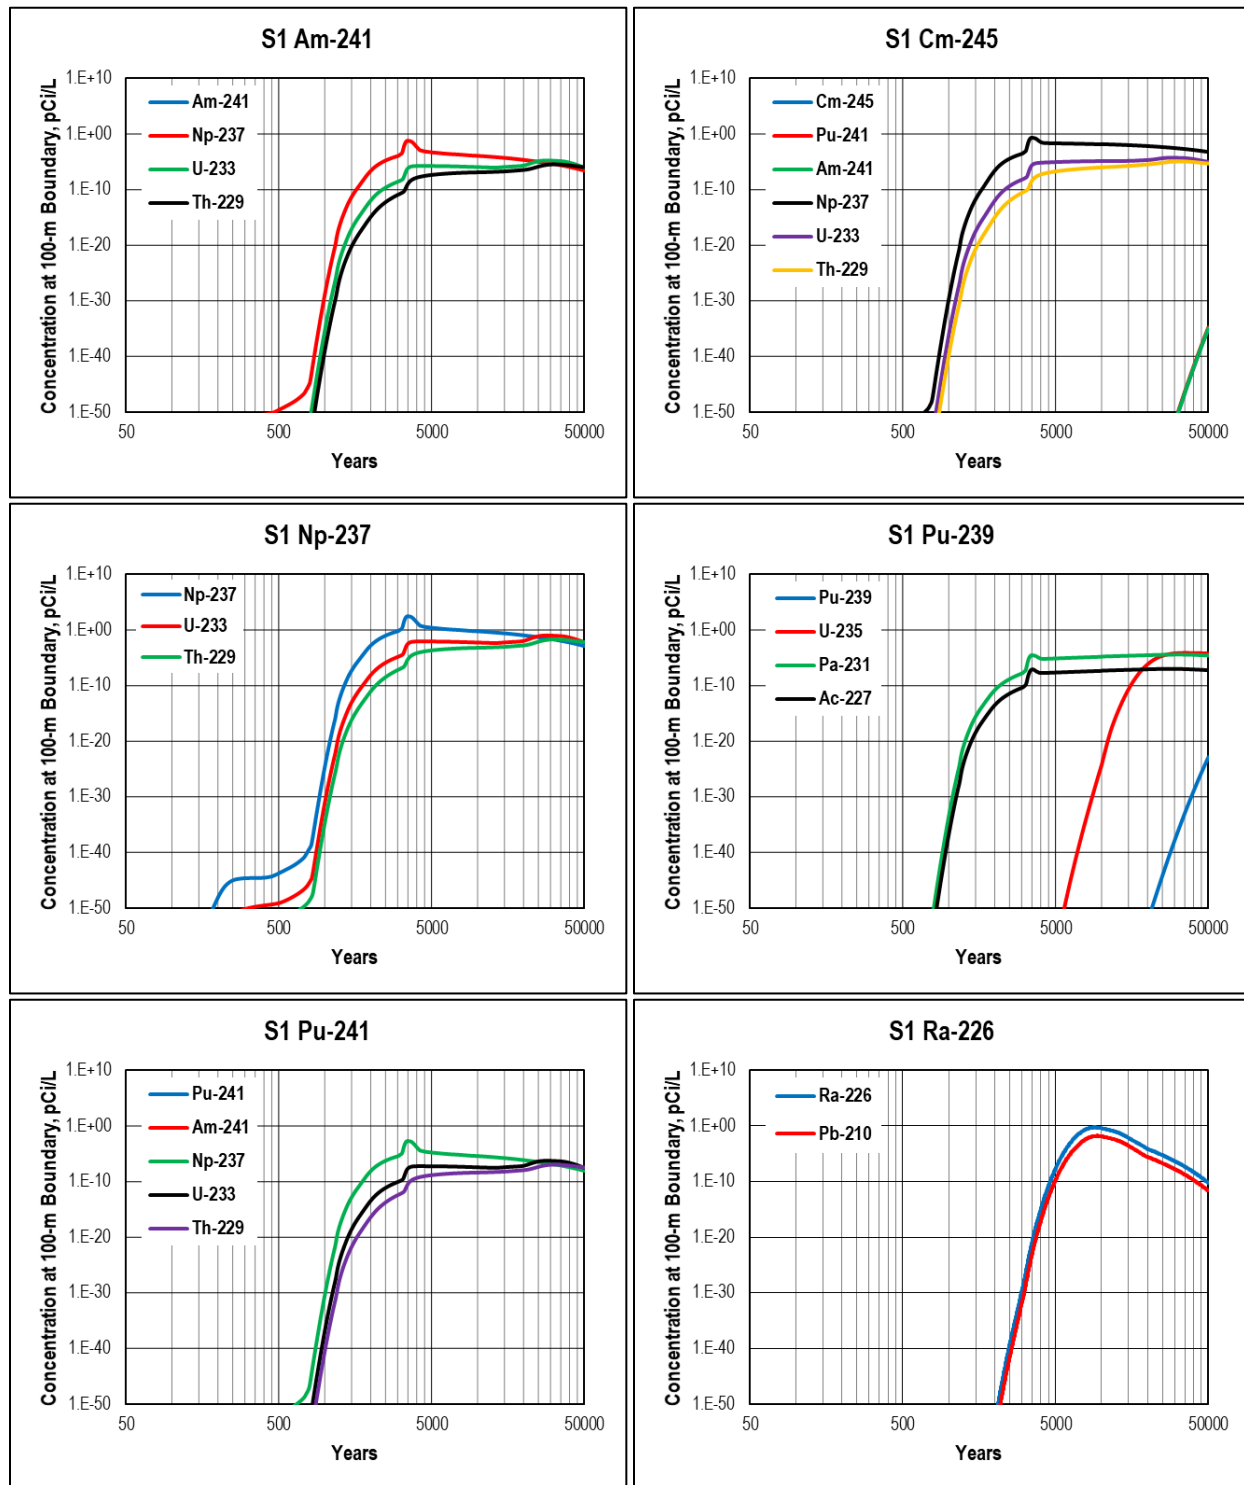 S1 Am-241
Concentration at 100-m Boundary, pCi/L
1.E+10
1.E+00
1.E-10
1.E-20
1.E-30
1.E-40
1.E-50
Am-241
Np-237
U-233
Th-229
50 500 5000 50000
Years
S1 Cm-245
Concentration at 100-m Boundary, pCi/L
1.E+10
1.E+00
1.E-10
1.E-20
1.E-30
1.E-40
1.E-50
Cm-245
Pu-241
Am-241
Np-237
U-233
Th-229
50 500 5000 50000
Years
S1 Np-237
Concentration at 100-m Boundary, pCi/L
1.E+10
1.E+00
1.E-10
1.E-20
1.E-30
1.E-40
1.E-50
Np-237
U-233
Th-229
50 500 5000 50000
Years
S1 Pu-239
Concentration at 100-m Boundary, pCi/L
1.E+10
1.E+00
1.E-10
1.E-20
1.E-30
1.E-40
1.E-50
Pu-239
U-235
Pa-231
Ac-227
50 500 5000 50000
Years
S1 Pu-241
Concentration at 100-m Boundary, pCi/L
1.E+10
1.E+00
1.E-10
1.E-20
1.E-30
1.E-40
1.E-50
Pu-241
Am-241
Np-237
U-233
Th-229
50 500 5000 50000
Years
S1 Ra-226
Concentration at 100-m Boundary, pCi/L
1.E+10
1.E+00
1.E-10
1.E-20
1.E-30
1.E-40
1.E-50
Ra-226
Pb-210
50 500 5000 50000
Years